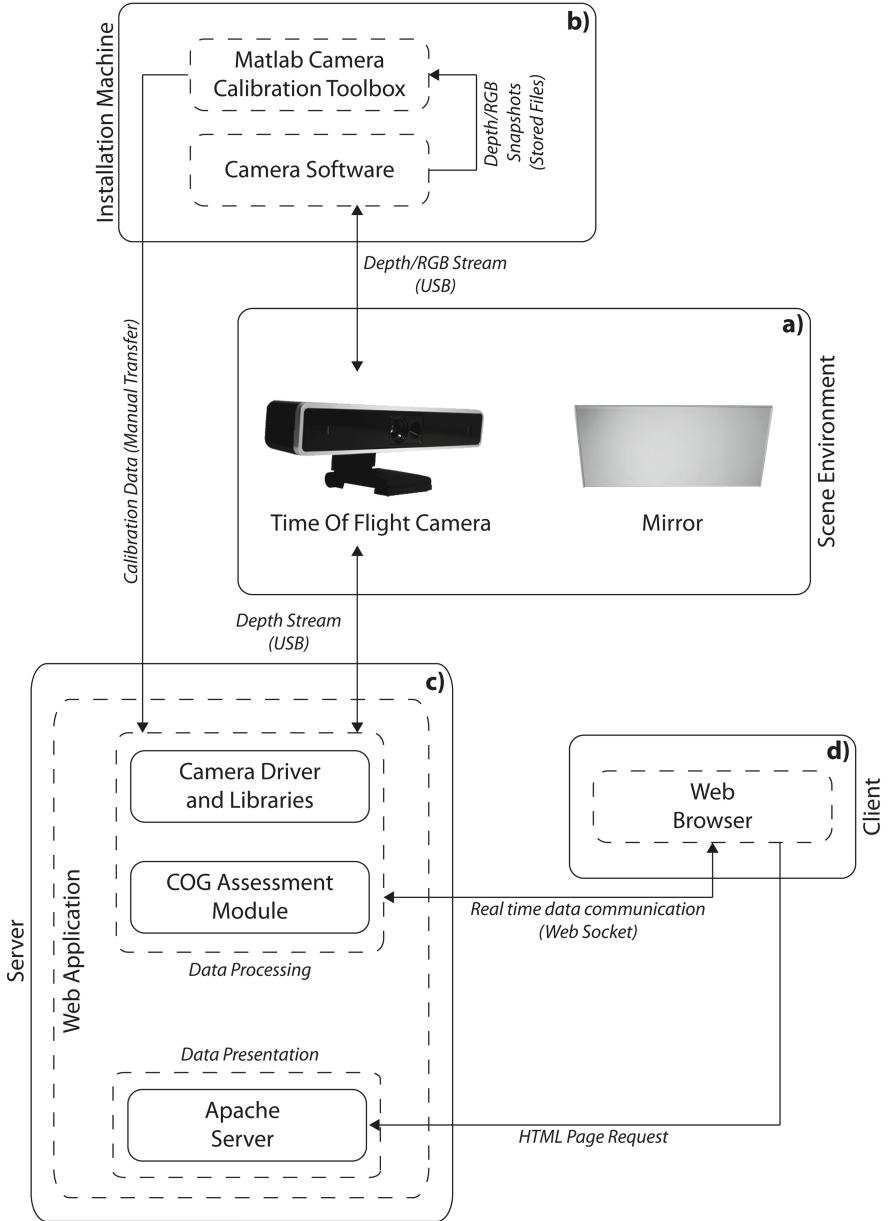 b)
Installation Machine
Matlab Camera
Calibration Toolbox
Camera Software
Depth/RGB
Snapshots
(Stored Files)
Depth/RGB Stream
(USB)
a)
Scene Environment
Time Of Flight Camera
Mirror
Calibration Data (Manual Transfer)
Depth Stream
(USB)
c)
Server
Web Application
Camera Driver
and Libraries
COG Assessment
Module
Data Processing
Data Presentation
Apache
Server
d)
Client
Web
Browser
Real time data communication
(Web Socket)
HTML Page Request